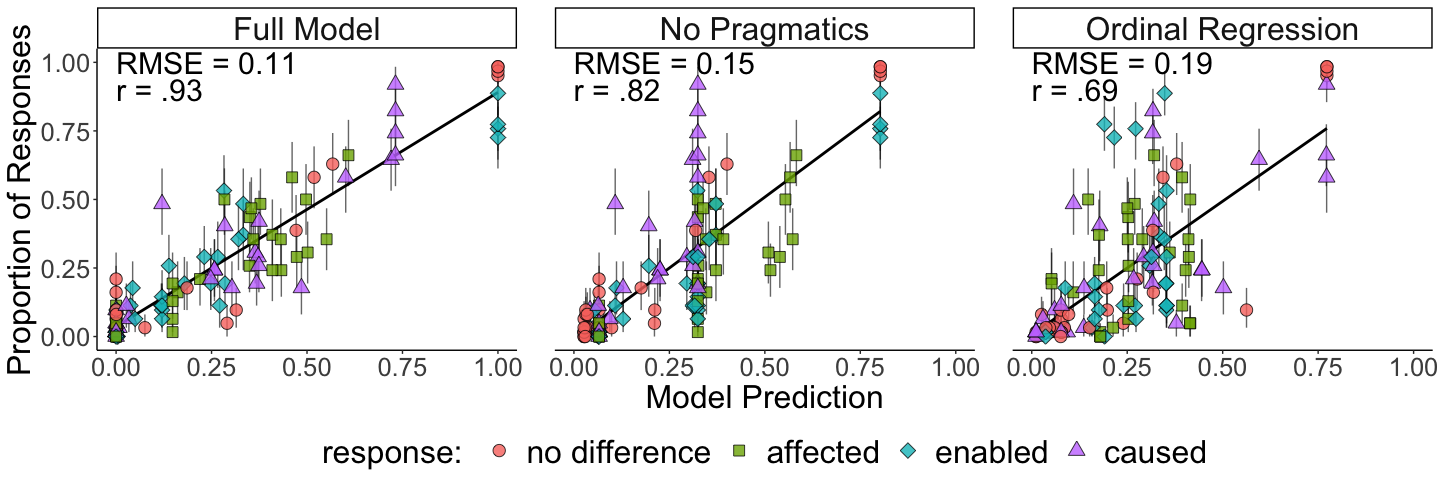 Full Model
No Pragmatics
Ordinal Regression
Proportion of Responses
1.00
0.75
0.50
0.25
0.00
RMSE = 0.11
r = .93
RMSE = 0.15
r = .82
RMSE = 0.19
r = .69
0.00 0.25 0.50 0.75 1.00
0.00 0.25 0.50 0.75 1.00
0.00 0.25 0.50 0.75 1.00
Model Prediction
response: no difference affected enabled caused